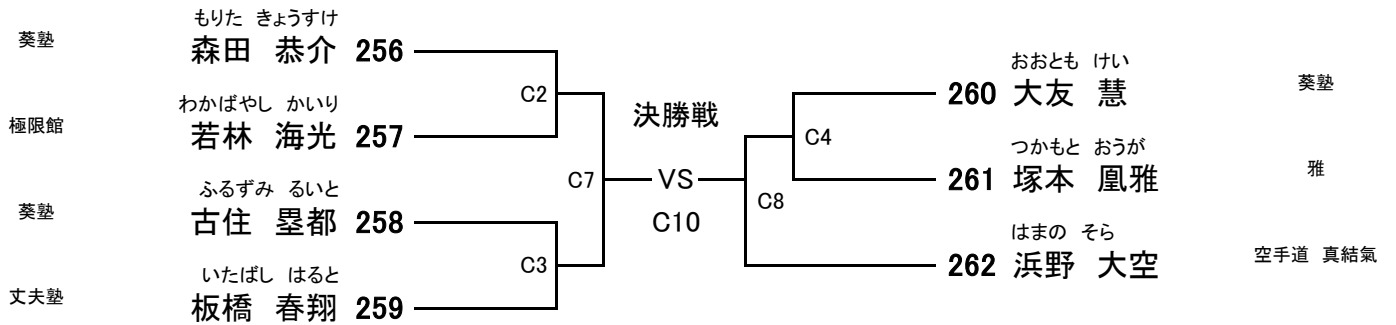 もりた きょうすけ
葵塾 森田 恭介 256
わかばやし かいり
極限館 若林 海光 257
C2
ふるずみ るいと
葵塾 古住 塁都 258
いたばし はると
丈夫塾 板橋 春翔 259
C3
C7
決勝戦
VS
C10
おおとも けい
260 大友 慧 葵塾
つかもと おうが
261 塚本 凰雅 雅
C4
はまの そら
262 浜野 大空 空手道 真結氣
C8